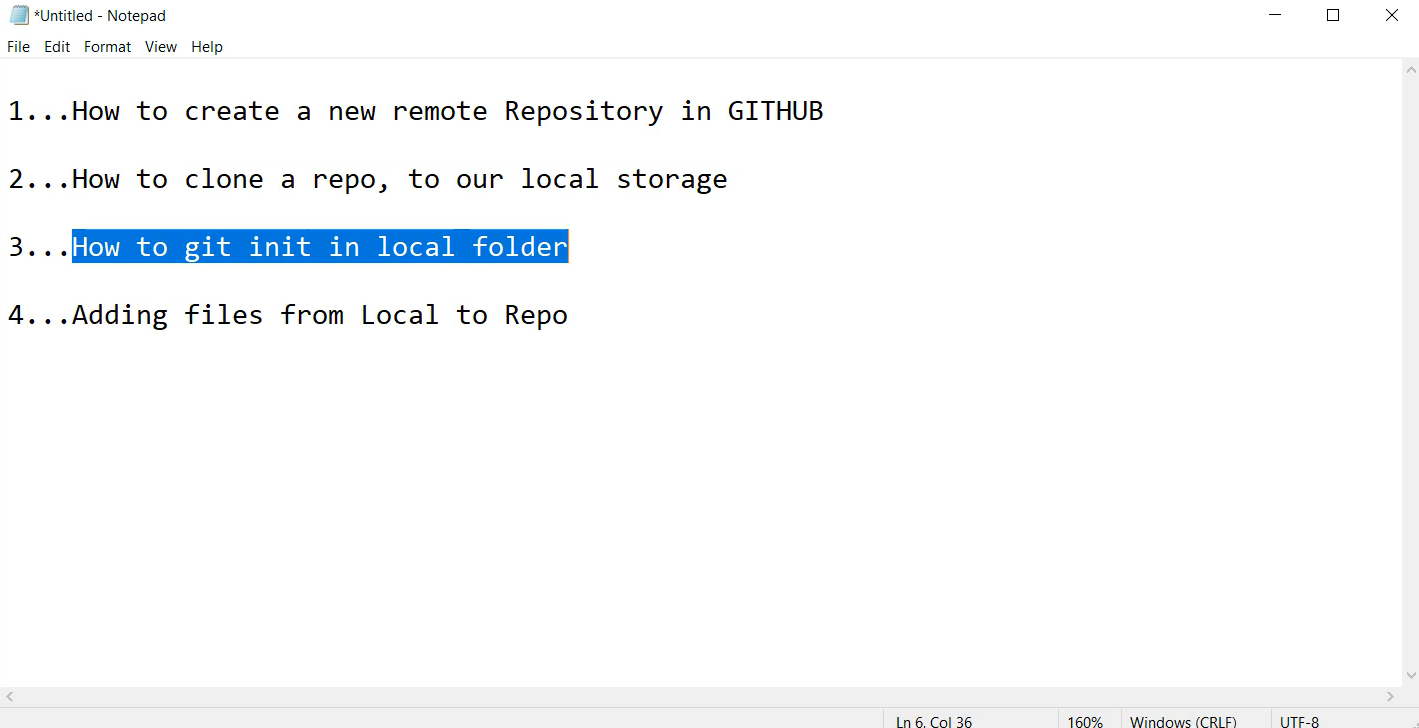 *Untitled - Notepad
File Edit Format View Help
1...How to create a new remote Repository in GITHUB
2...How to clone a repo, to our local storage
3...How to git init in local folder
4...Adding files from Local to Repo
Ln 6, Col 36 160% Windows (CRLF) UTF-8